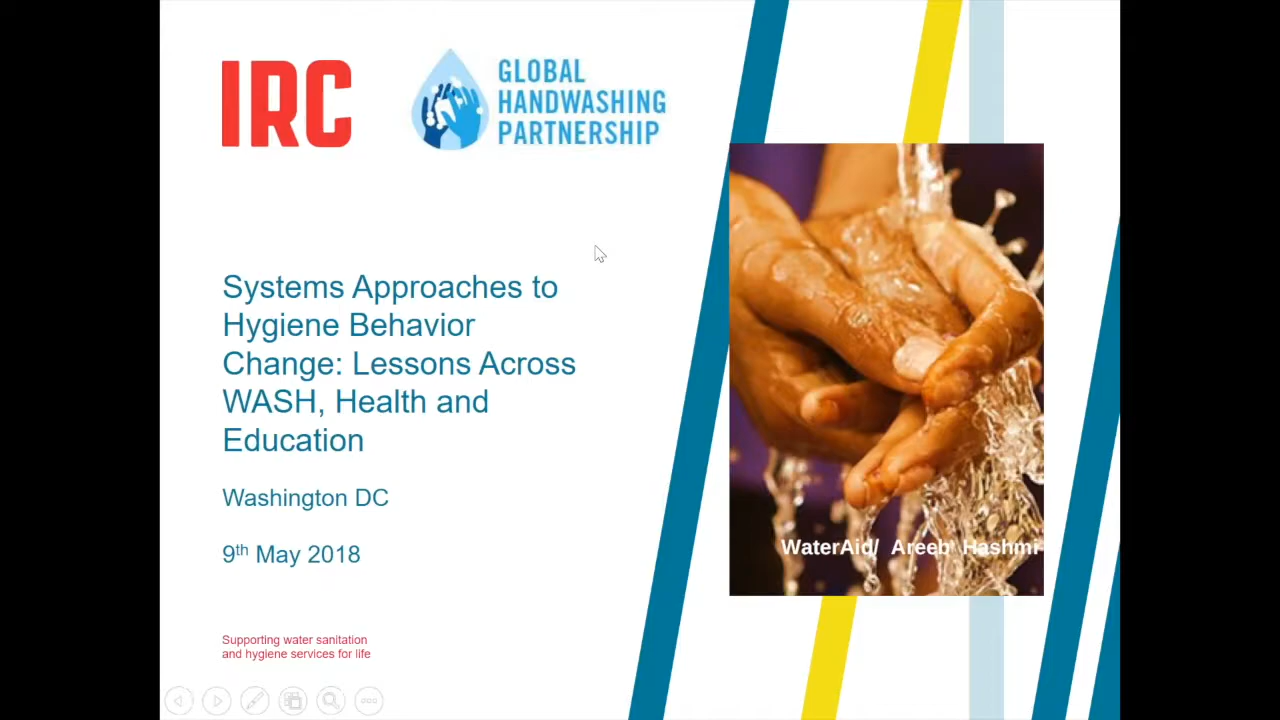 IRC
GLOBAL
HANDWASHING
PARTNERSHIP
Systems Approaches to
Hygiene Behavior
Change: Lessons Across
WASH, Health and
Education
Washington DC
9th May 2018
WaterAid/ Areeb Hashmi
Supporting water sanitation
and hygiene services for life